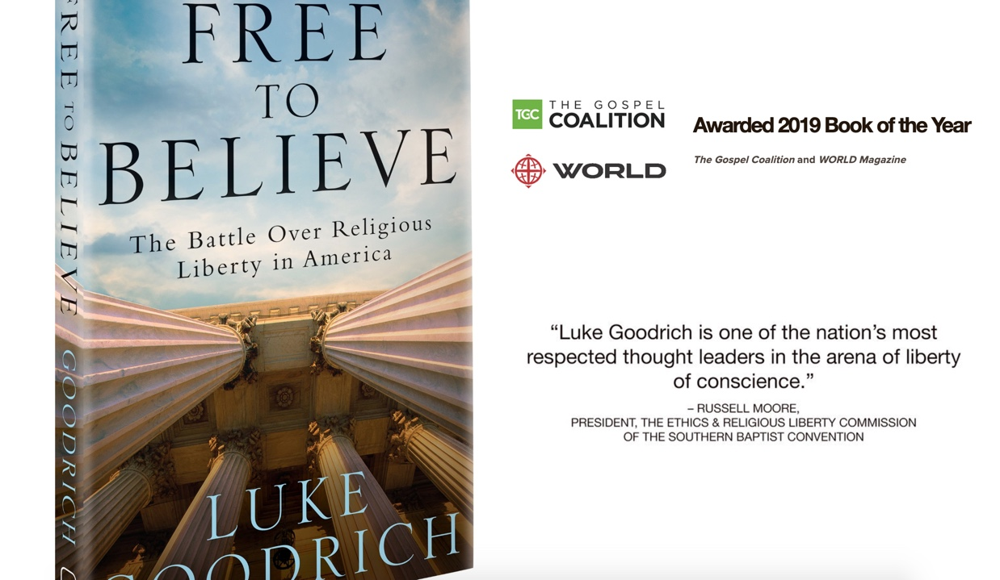 FREE TO BELIEVE GOODRICH
FREE
TO
BELIEVE
The Battle Over Religious
Liberty in America
LUKE
GOODRICH
TGC THE GOSPEL
COALITION
WORLD
Awarded 2019 Book of the Year
The Gospel Coalition and WORLD Magazine
“Luke Goodrich is one of the nation’s most
respected thought leaders in the arena of liberty
of conscience.”
– RUSSELL MOORE,
PRESIDENT, THE ETHICS & RELIGIOUS LIBERTY COMMISSION
OF THE SOUTHERN BAPTIST CONVENTION